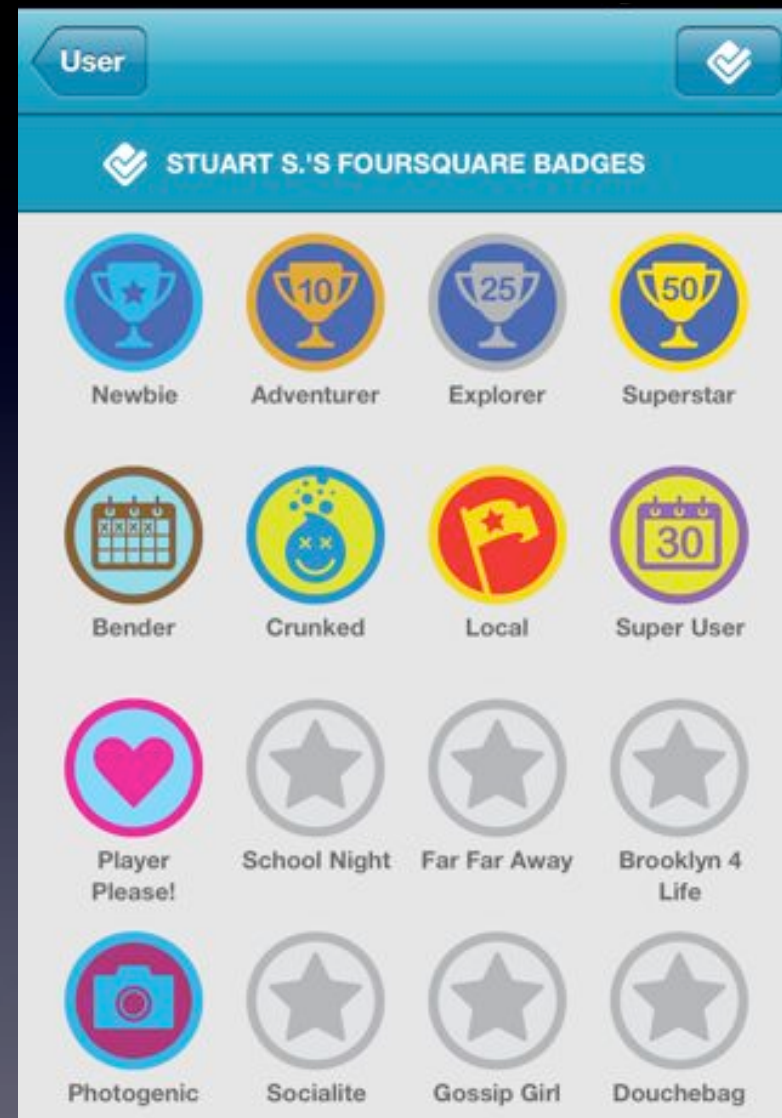 User
STUART S.'S FOURSQUARE BADGES
10 25 50
Newbie Adventurer Explorer Superstar
X X X X 30
Bender Crunked Local Super User
Player Please! School Night Far Far Away Brooklyn 4 Life
Photogenic Socialite Gossip Girl Douchebag